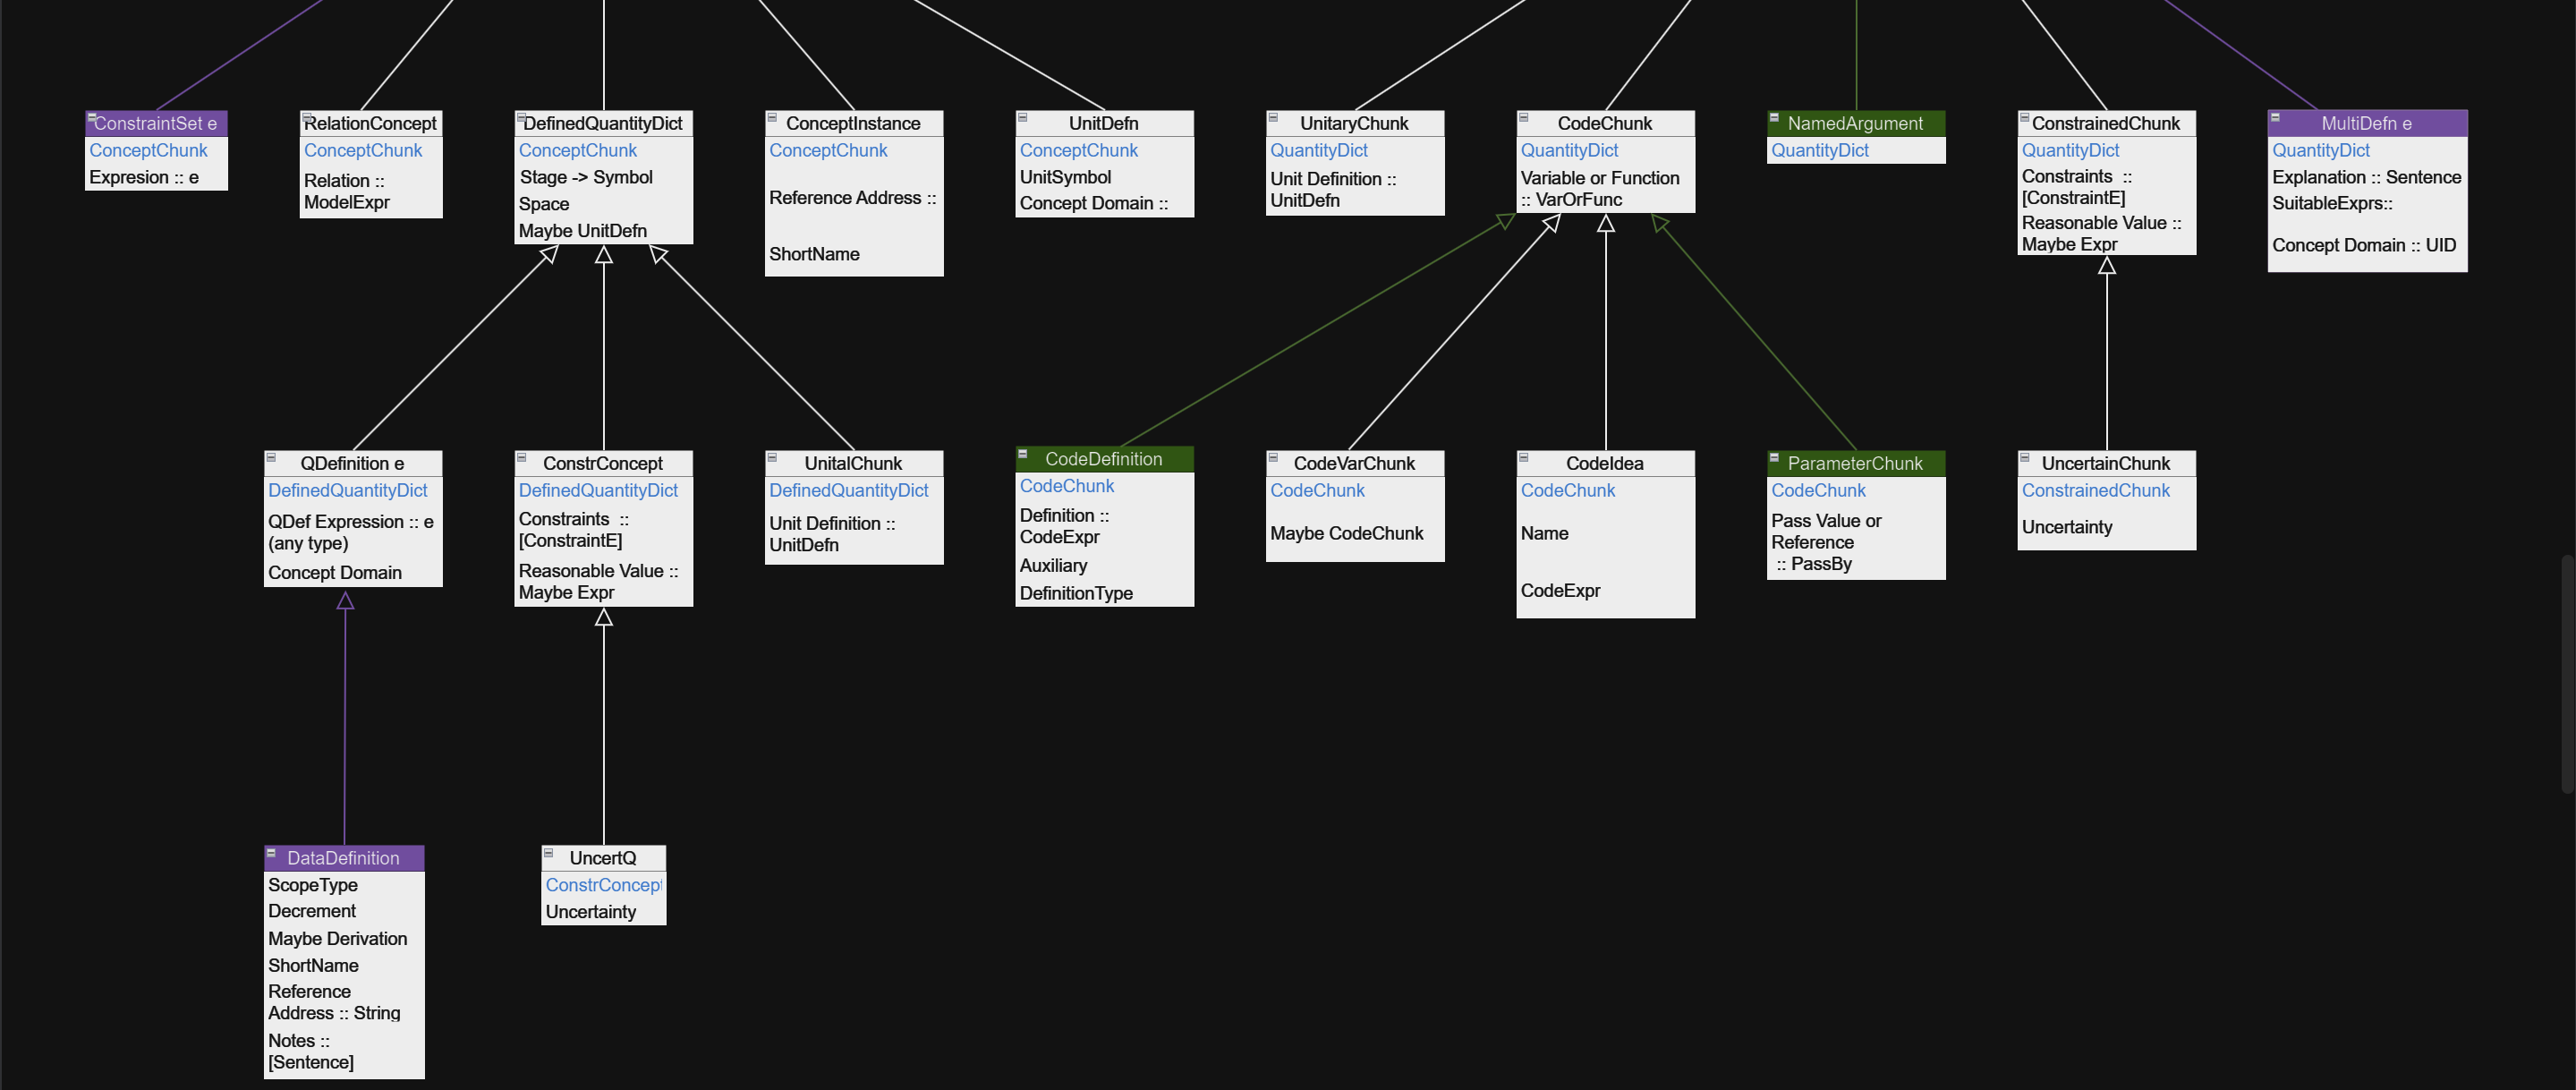 ConstraintSet e
ConceptChunk
Expresion :: e
RelationConcept
ConceptChunk
Relation ::
ModelExpr
DefinedQuantityDict
ConceptChunk
Stage -> Symbol
Space
Maybe UnitDefn
ConceptInstance
ConceptChunk
Reference Address ::
ShortName
UnitDefn
ConceptChunk
UnitSymbol
Concept Domain ::
UnitaryChunk
QuantityDict
Unit Definition ::
UnitDefn
CodeChunk
QuantityDict
Variable or Function
:: VarOrFunc
NamedArgument
QuantityDict
ConstrainedChunk
QuantityDict
Constraints ::
[ConstraintE]
Reasonable Value ::
Maybe Expr
MultiDefn e
QuantityDict
Explanation :: Sentence
SuitableExprs::
Concept Domain :: UID
QDefinition e
DefinedQuantityDict
QDef Expression :: e
(any type)
Concept Domain
ConstrConcept
DefinedQuantityDict
Constraints ::
[ConstraintE]
Reasonable Value ::
Maybe Expr
UnitalChunk
DefinedQuantityDict
Unit Definition ::
UnitDefn
CodeDefinition
CodeChunk
Definition ::
CodeExpr
Auxiliary
DefinitionType
CodeVarChunk
CodeChunk
Maybe CodeChunk
CodeIdea
CodeChunk
Name
CodeExpr
ParameterChunk
CodeChunk
Pass Value or
Reference
:: PassBy
UncertainChunk
ConstrainedChunk
Uncertainty
DataDefinition
ScopeType
Decrement
Maybe Derivation
ShortName
Reference
Address :: String
Notes ::
[Sentence]
UncertQ
ConstrConcept
Uncertainty